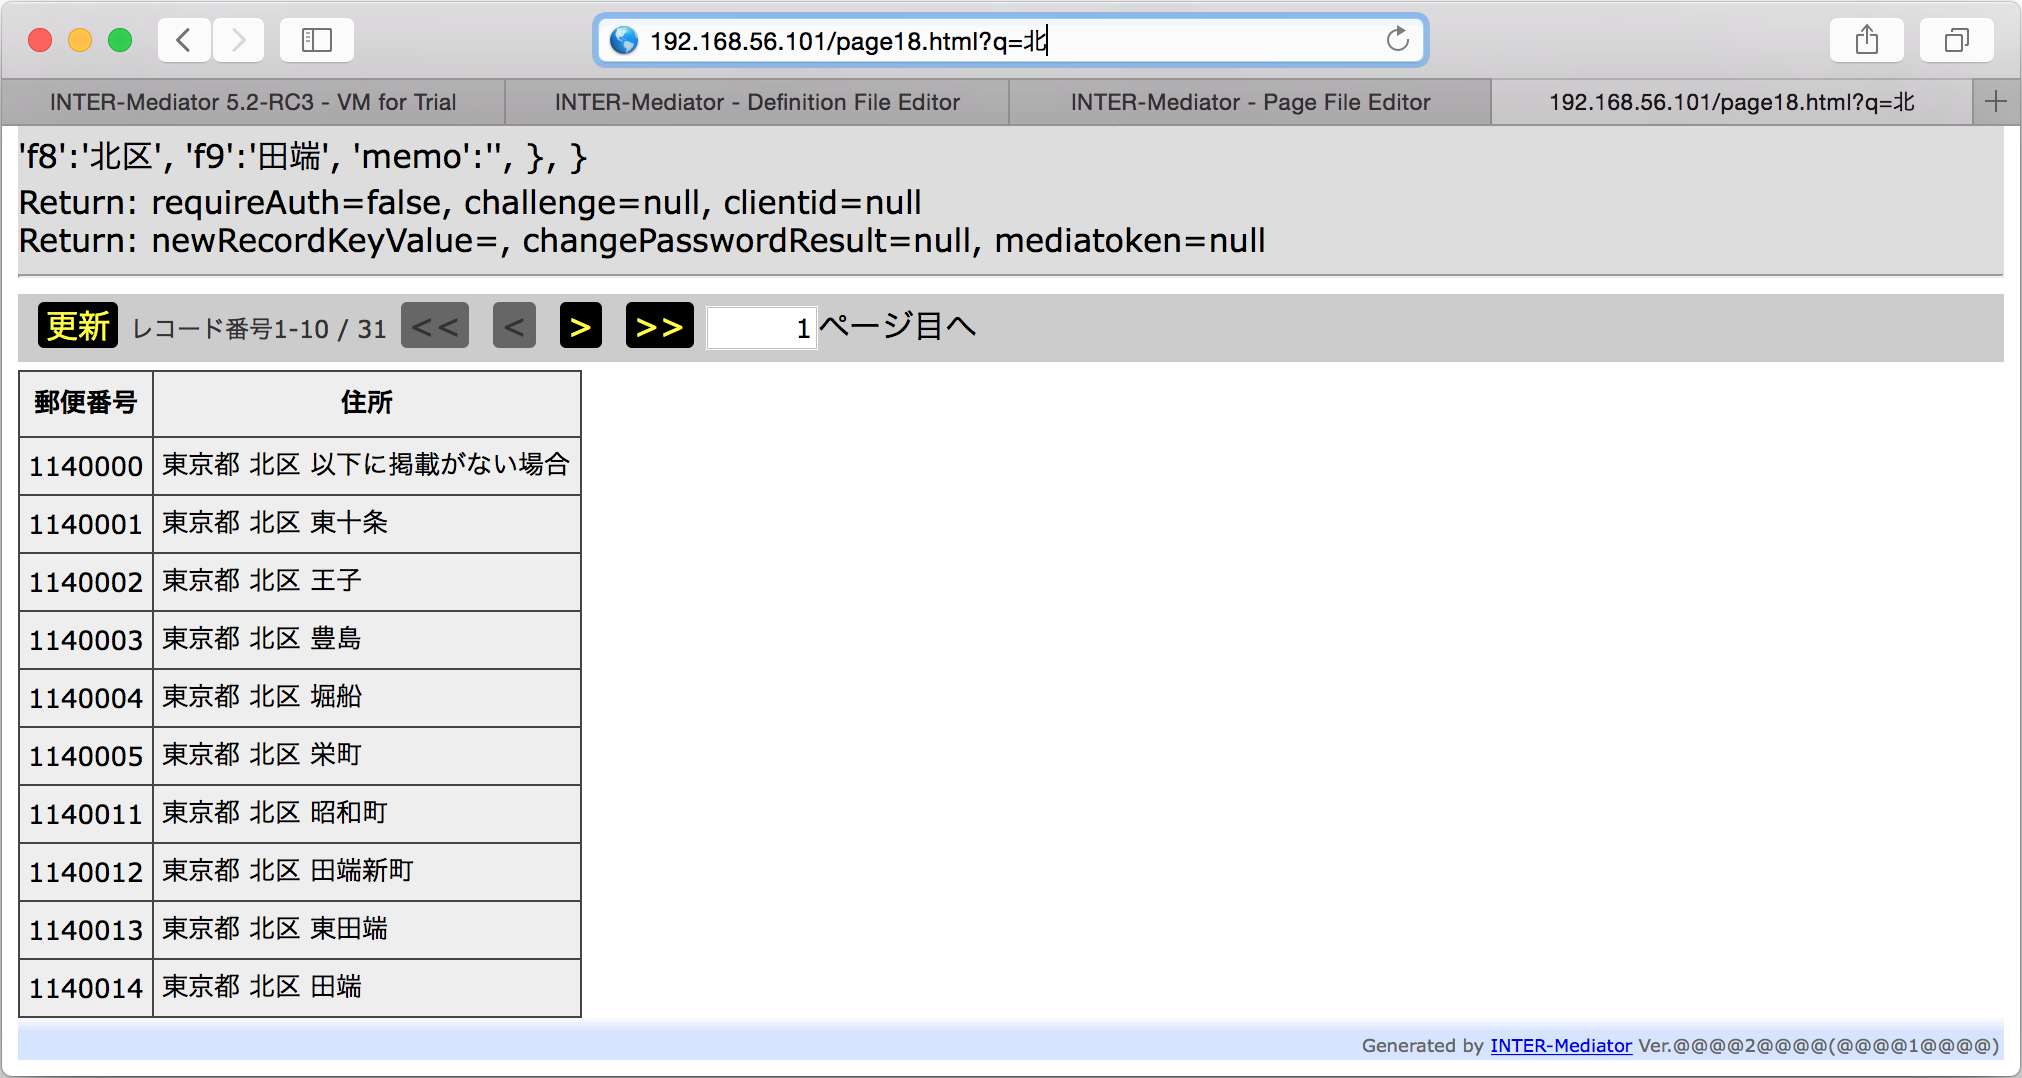 192.168.56.101/page18.html?q=北
INTER-Mediator 5.2-RC3 - VM for Trial
INTER-Mediator - Definition File Editor
INTER-Mediator - Page File Editor
192.168.56.101/page18.html?q=北
'f8':'北区', 'f9':'田端', 'memo':'', }, }
Return: requireAuth=false, challenge=null, clientid=null
Return: newRecordKeyValue=, changePasswordResult=null, mediatoken=null
更新 レコード番号1-10 / 31 << < > >> 1 ページ目へ
郵便番号 住所
1140000 東京都 北区 以下に掲載がない場合
1140001 東京都 北区 東十条
1140002 東京都 北区 王子
1140003 東京都 北区 豊島
1140004 東京都 北区 堀船
1140005 東京都 北区 栄町
1140011 東京都 北区 昭和町
1140012 東京都 北区 田端新町
1140013 東京都 北区 東田端
1140014 東京都 北区 田端
Generated by INTER-Mediator Ver.@@@@2@@@@(@@@@1@@@@)